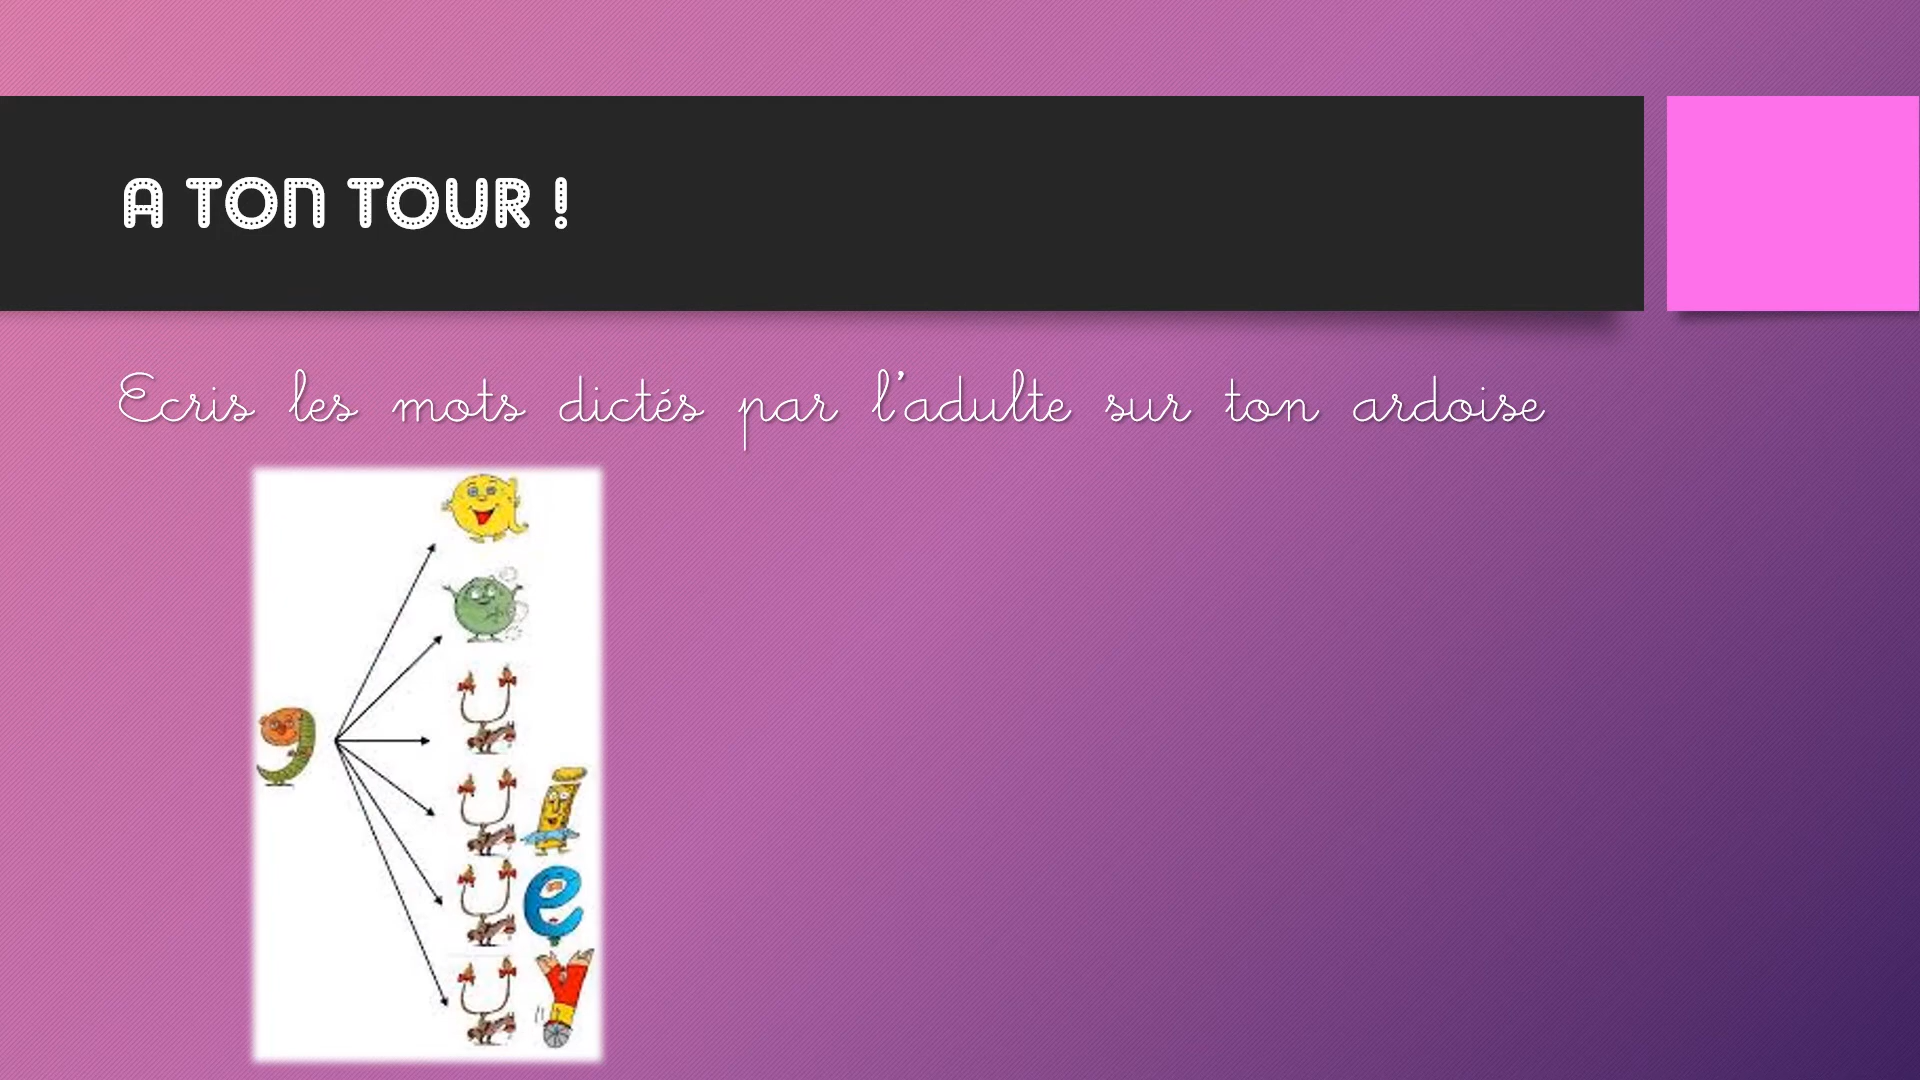 A TON TOUR !
Ecris les mots dictés par l'adulte sur ton ardoise
a
o
u
g
u i
u e
u y